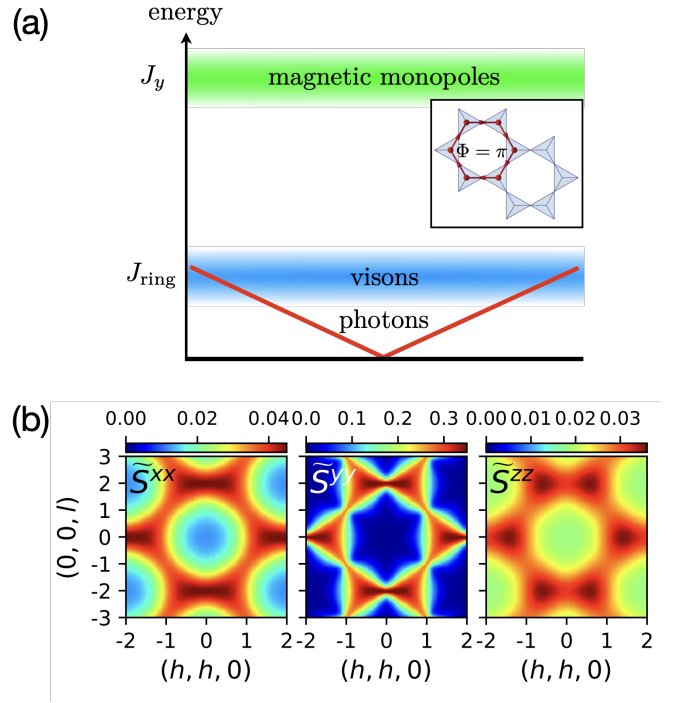 (a)
energy
J_y
magnetic monopoles
Φ = π
J_ring
visons
photons
(b)
0.00 0.02 0.04
0.0 0.1 0.2 0.3
0.00 0.01 0.02 0.03
S̃^xx
S̃^yy
S̃^zz
(0, 0, l)
3
2
1
0
-1
-2
-3
-2 -1 0 1 2
-2 -1 0 1 2
-2 -1 0 1 2
(h, h, 0)
(h, h, 0)
(h, h, 0)